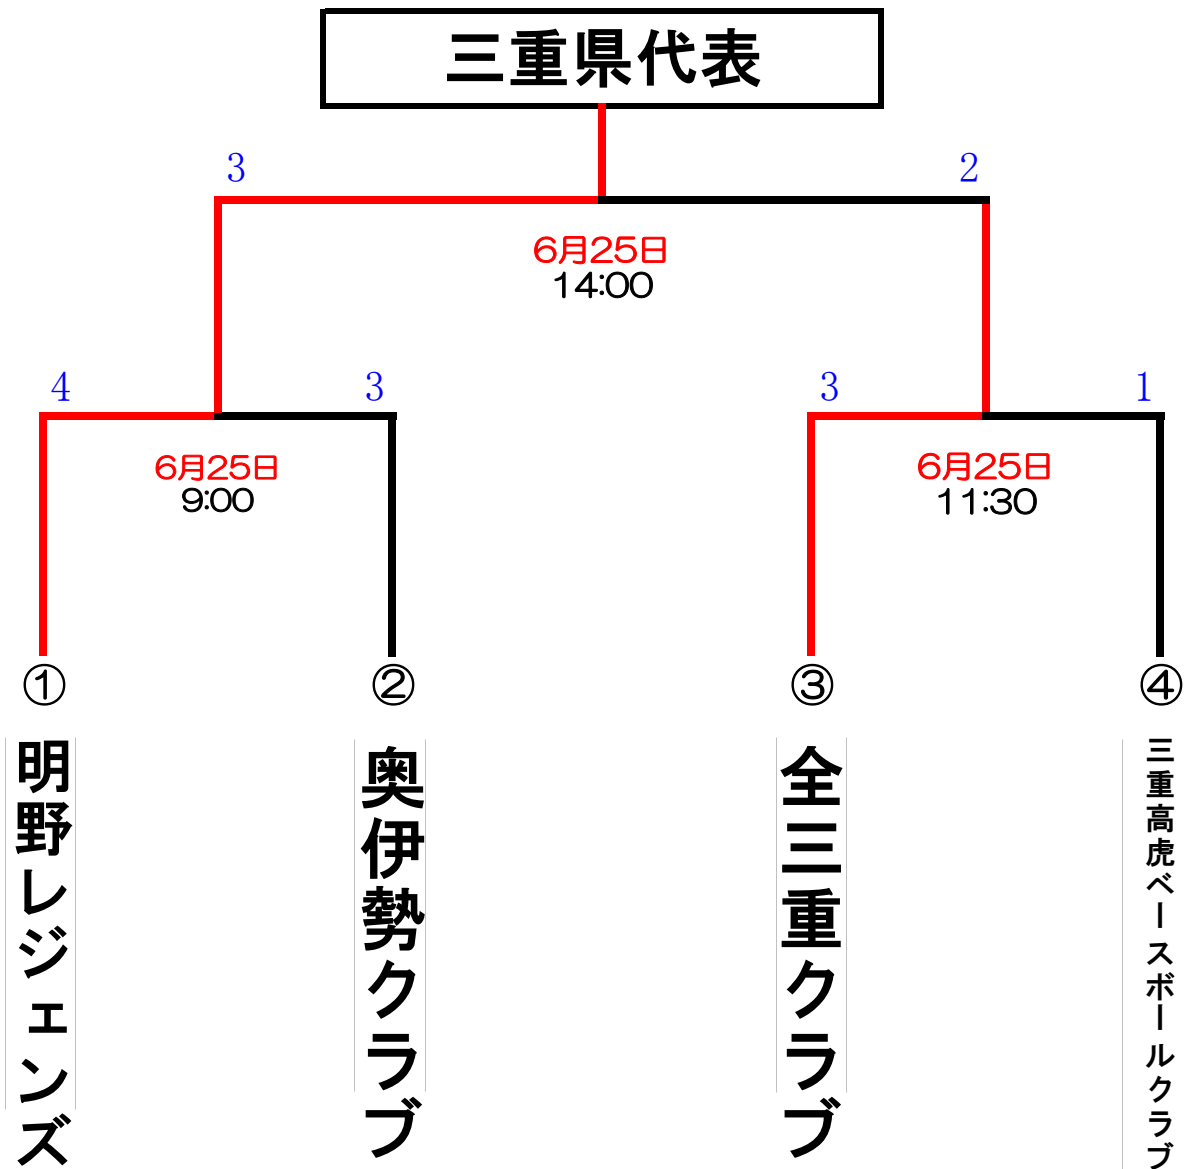 三重県代表
3
2
6月25日
14:00
4
3
3
1
6月25日
9:00
6月25日
11:30
①
②
③
④
明野レジェンズ
奥伊勢クラブ
全三重クラブ
三重高虎ベースボールクラブ